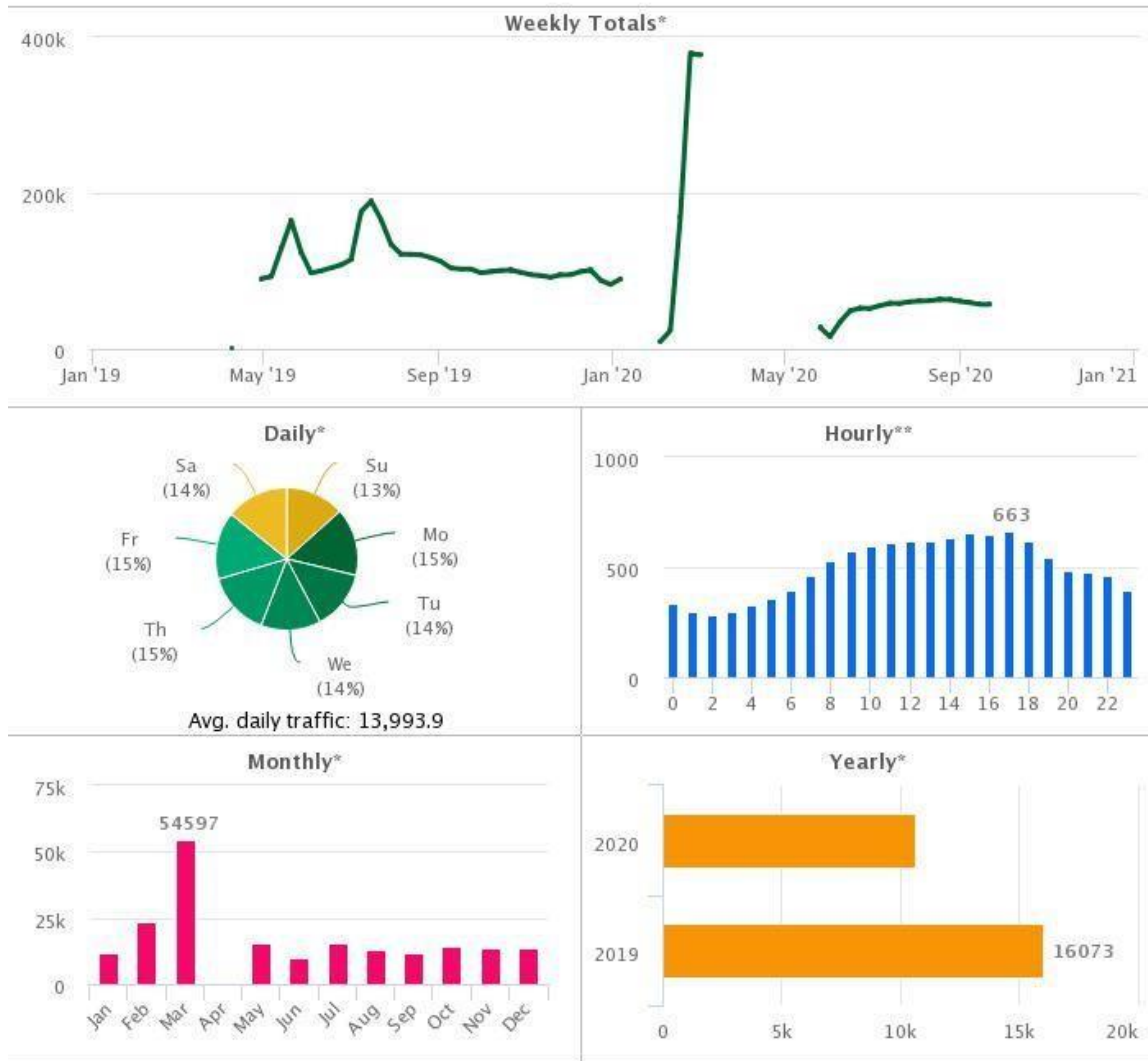 Weekly Totals*
400k
200k
0
Jan '19 May '19 Sep '19 Jan '20 May '20 Sep '20 Jan '21
Daily*
Sa
(14%)
Su
(13%)
Fr
(15%)
Mo
(15%)
Th
(15%)
Tu
(14%)
We
(14%)
Avg. daily traffic: 13,993.9
Hourly**
1000
663
500
0
0 2 4 6 8 10 12 14 16 18 20 22
Monthly*
75k
54597
50k
25k
0
Jan Feb Mar Apr May Jun Jul Aug Sep Oct Nov Dec
Yearly*
2020
2019 16073
0 5k 10k 15k 20k